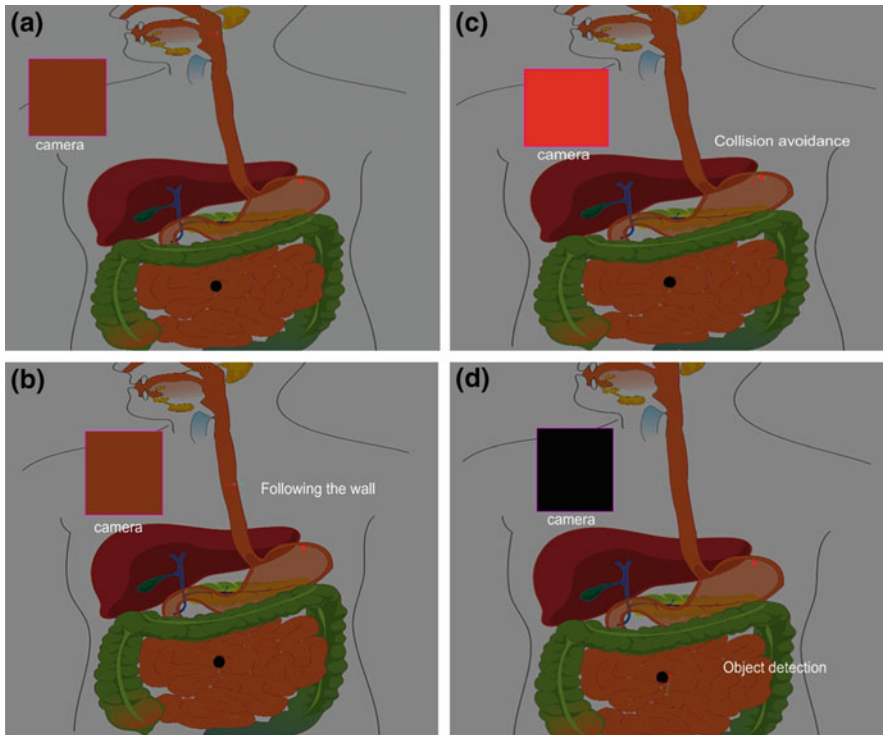 (a)
camera
(b)
Following the wall
camera
(c)
camera
Collision avoidance
(d)
camera
Object detection